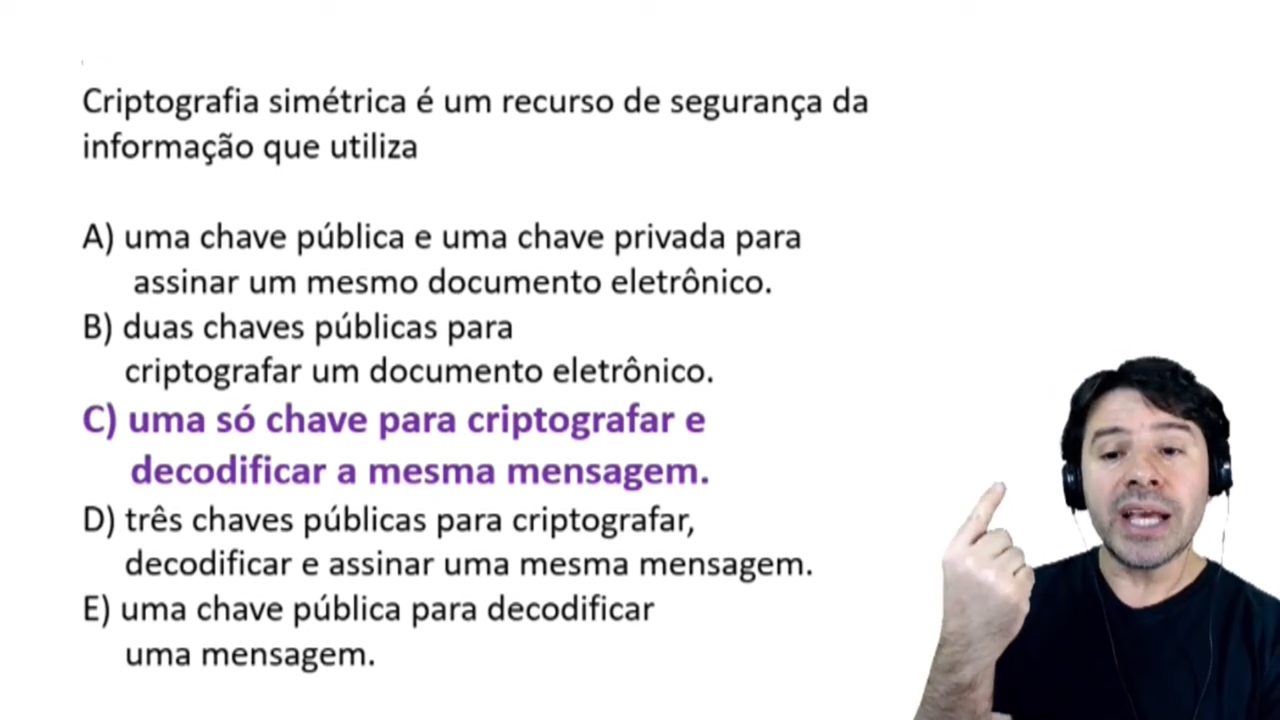 Criptografia simétrica é um recurso de segurança da
informação que utiliza
A) uma chave pública e uma chave privada para
assinar um mesmo documento eletrônico.
B) duas chaves públicas para
criptografar um documento eletrônico.
C) uma só chave para criptografar e
decodificar a mesma mensagem.
D) três chaves públicas para criptografar,
decodificar e assinar uma mesma mensagem.
E) uma chave pública para decodificar
uma mensagem.